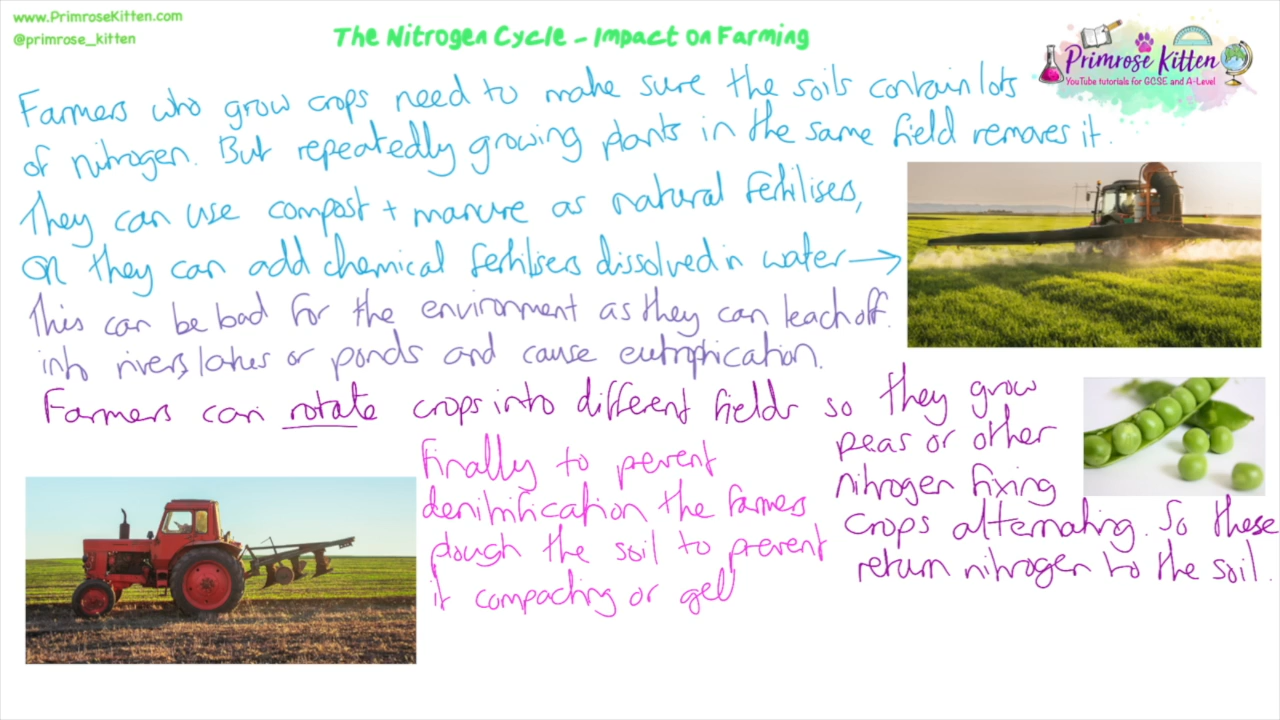 www.PrimroseKitten.com
@primrose_kitten
The Nitrogen Cycle - Impact on Farming
Primrose Kitten
YouTube tutorials for GCSE and A-Level
Farmers who grow crops need to make sure the soils contain lots
of nitrogen. But repeatedly growing plants in the same field removes it.
They can use compost + manure as natural fertilisers,
OR they can add chemical fertilisers dissolved in water →
This can be bad for the environment as they can leach off
into rivers, lakes or ponds and cause eutrophication.
Farmers can rotate crops into different fields so they grow
peas or other
nitrogen fixing
crops alternating. So these
return nitrogen to the soil.
Finally to prevent
denitrification the farmers
plough the soil to prevent
it compacting or get